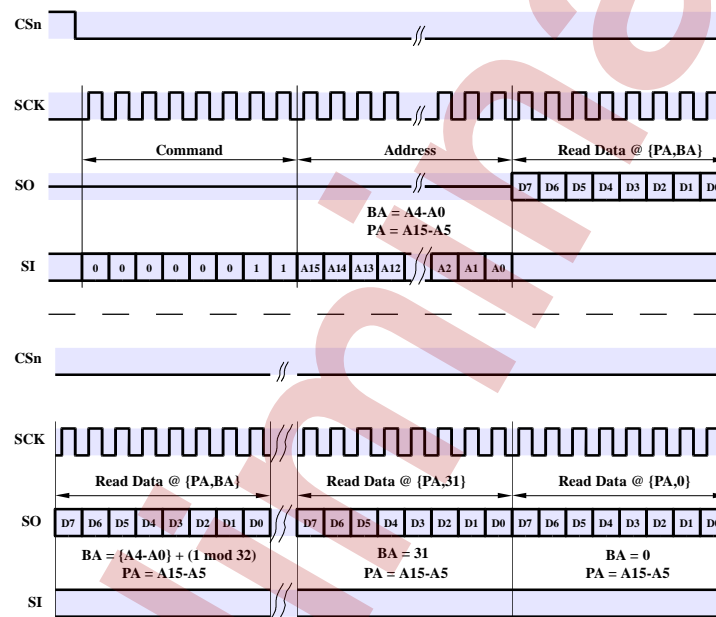 CSn
SCK
Command Address Read Data @ {PA,BA}
SO D7 D6 D5 D4 D3 D2 D1 D0
BA = A4-A0
PA = A15-A5
SI 0 0 0 0 0 0 1 1 A15 A14 A13 A12 A2 A1 A0
CSn
SCK
Read Data @ {PA,BA} Read Data @ {PA,31} Read Data @ {PA,0}
SO D7 D6 D5 D4 D3 D2 D1 D0 D7 D6 D5 D4 D3 D2 D1 D0 D7 D6 D5 D4 D3 D2 D1 D0
BA = {A4-A0} + (1 mod 32) BA = 31 BA = 0
PA = A15-A5 PA = A15-A5 PA = A15-A5
SI